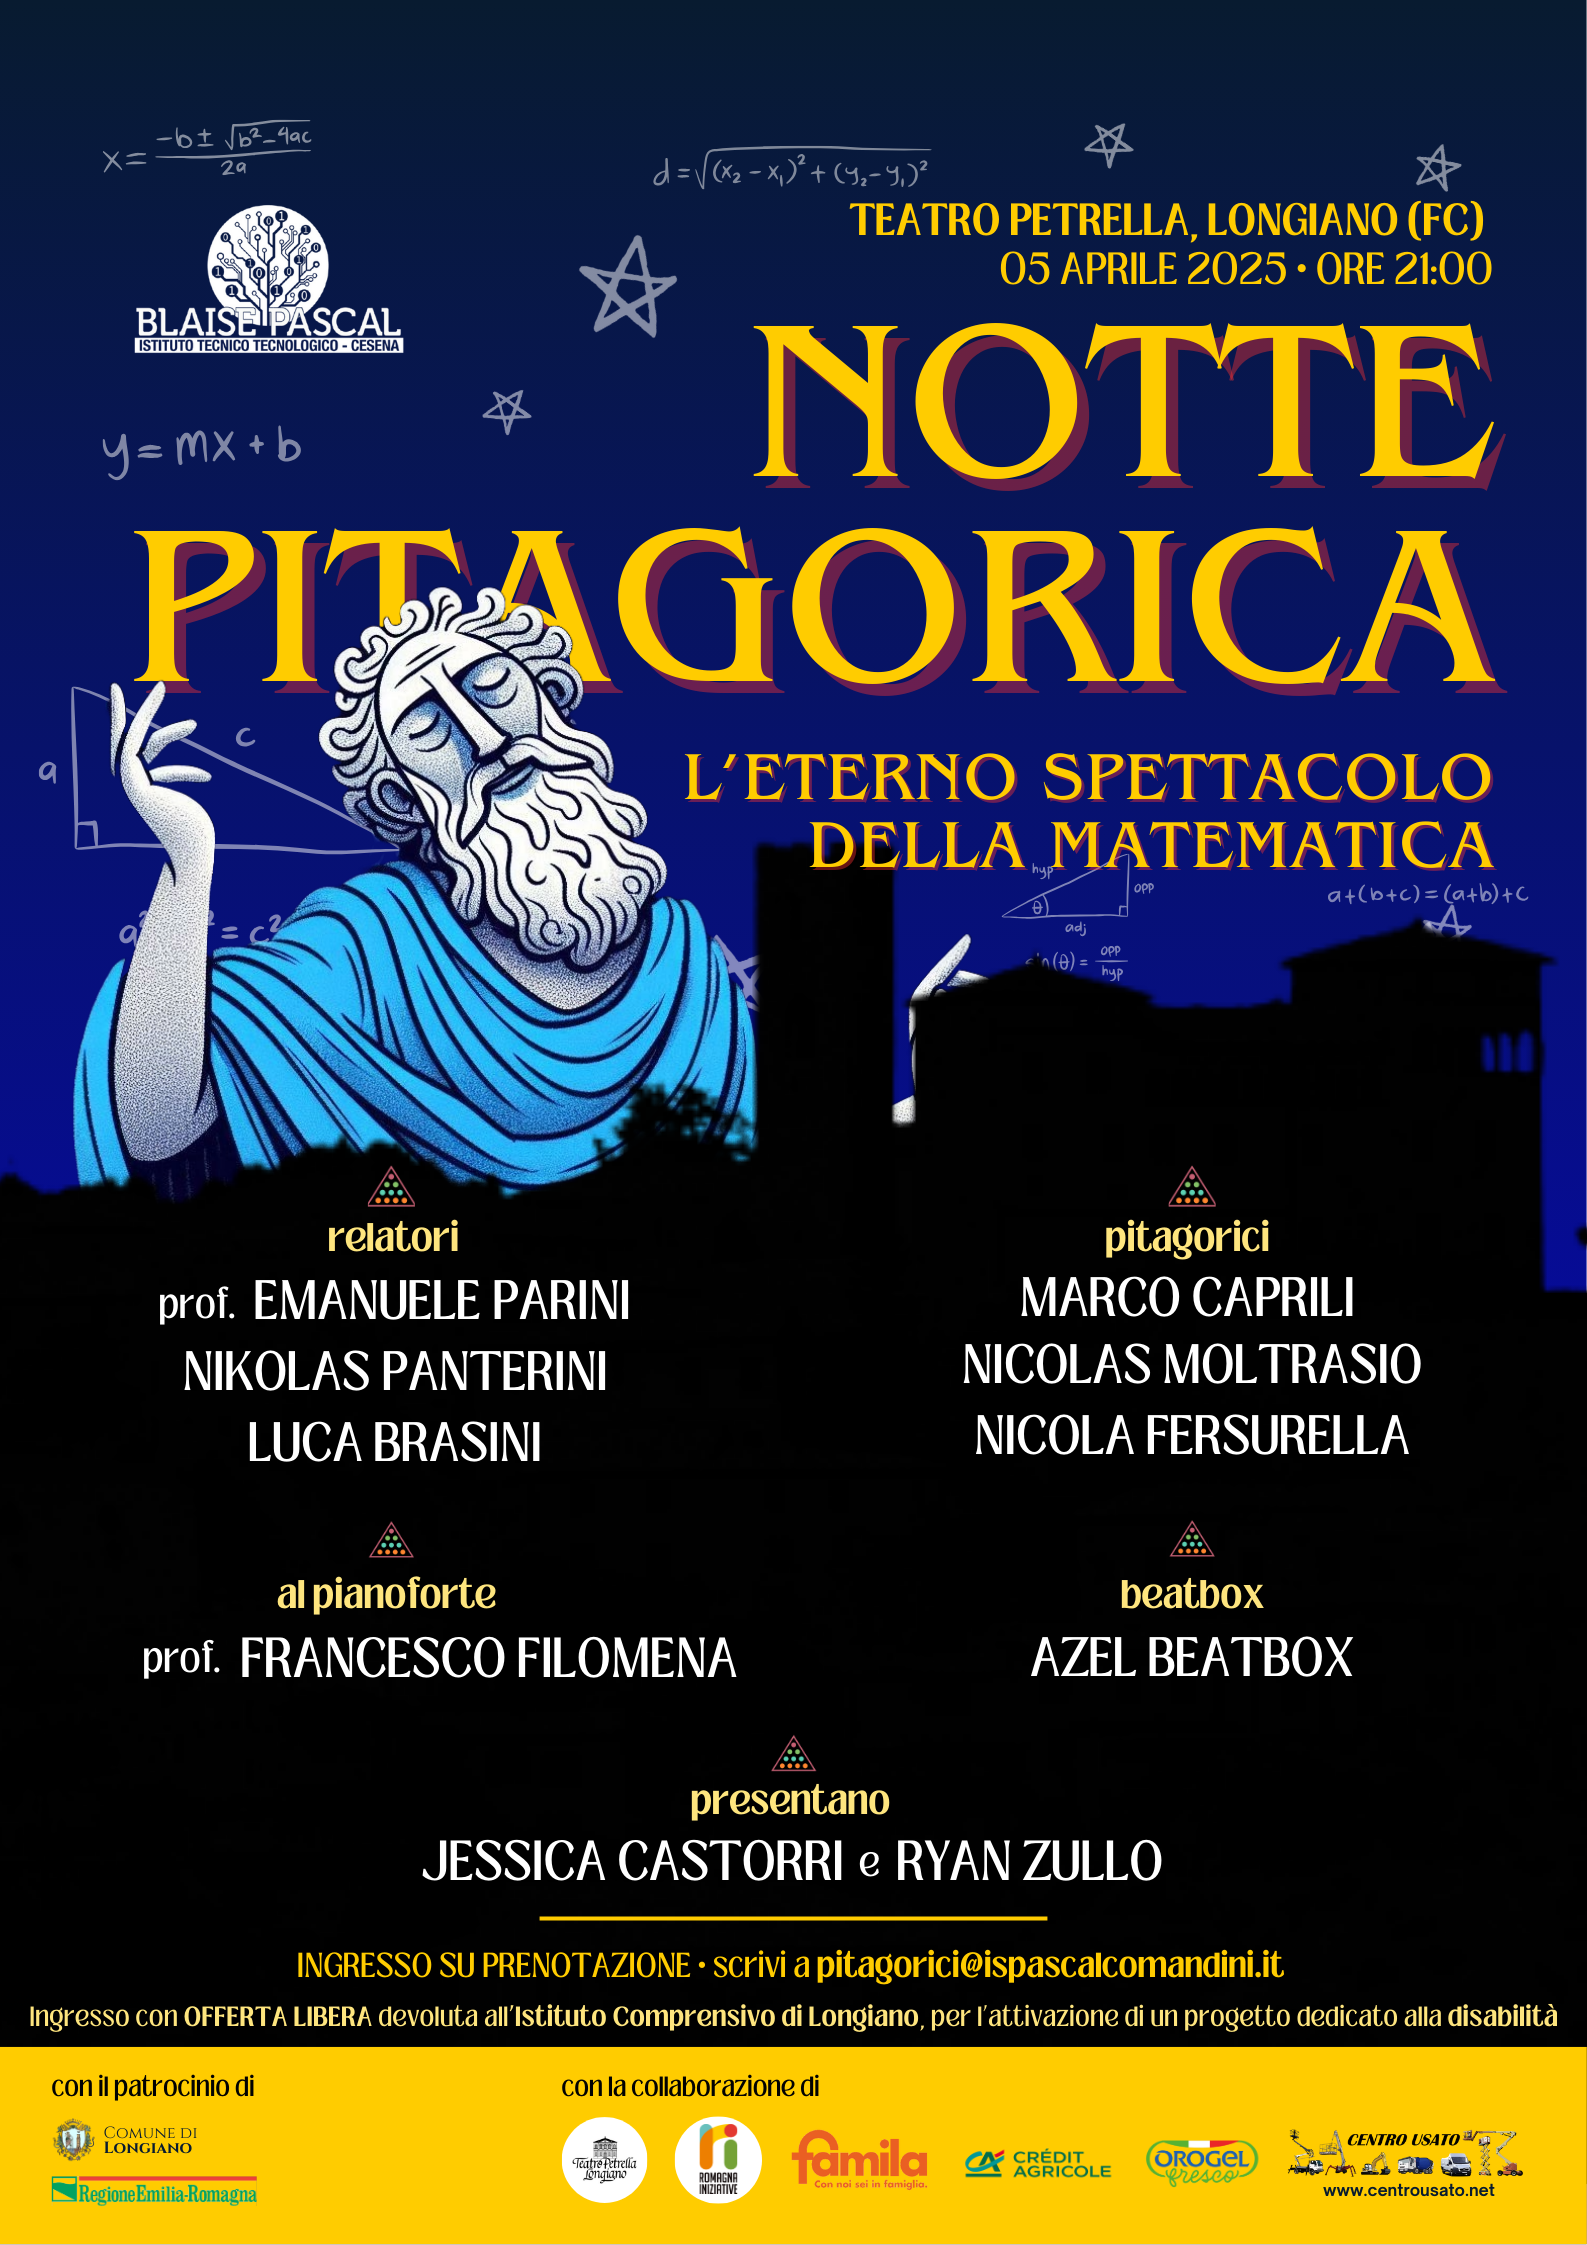 x = -b ± √b² - 4ac / 2a
d = √(x₂ - x₁)² + (y₂ - y₁)²
TEATRO PETRELLA, LONGIANO (FC)
05 APRILE 2025 • ORE 21:00
BLAISE PASCAL
ISTITUTO TECNICO TECNOLOGICO - CESENA
y = mx + b
NOTTE
PITAGORICA
a
c
L'ETERNO SPETTACOLO
DELLA MATEMATICA
hyp
opp
θ
adj
a+(b+c)=(a+b)+c
a² = c²
(θ) = opp / hyp
relatori
prof. EMANUELE PARINI
NIKOLAS PANTERINI
LUCA BRASINI
pitagorici
MARCO CAPRILI
NICOLAS MOLTRASIO
NICOLA FERSURELLA
al pianoforte
prof. FRANCESCO FILOMENA
beatbox
AZEL BEATBOX
presentano
JESSICA CASTORRI e RYAN ZULLO
INGRESSO SU PRENOTAZIONE • scrivi a pitagorici@ispascalcomandini.it
Ingresso con OFFERTA LIBERA devoluta all'Istituto Comprensivo di Longiano, per l'attivazione di un progetto dedicato alla disabilità
con il patrocinio di
COMUNE DI
LONGIANO
RegioneEmilia-Romagna
con la collaborazione di
Teatro Petrella
Longiano
ROMAGNA
INIZIATIVE
famila
Con noi sei in famiglia.
CA CRÉDIT
AGRICOLE
OROGEL
fresco
CENTRO USATO
www.centrousato.net